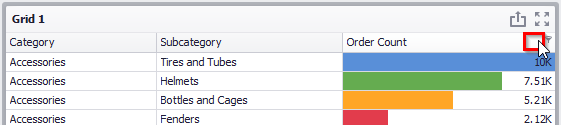 Grid 1
Category Subcategory Order Count
Accessories Tires and Tubes 10K
Accessories Helmets 7.51K
Accessories Bottles and Cages 5.21K
Accessories Fenders 2.12K